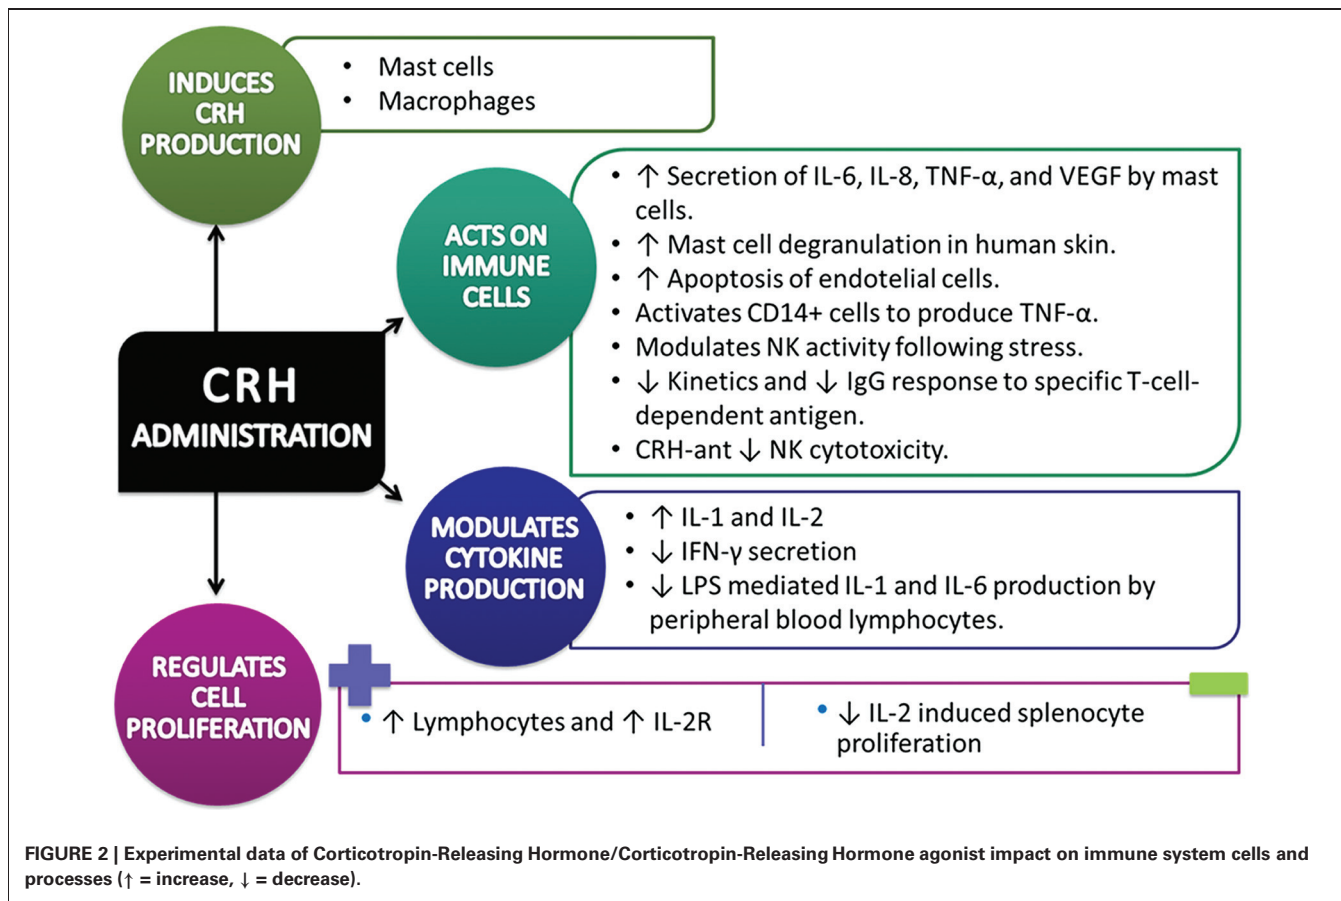 INDUCES
CRH
PRODUCTION
• Mast cells
• Macrophages
ACTS ON
IMMUNE
CELLS
• ↑ Secretion of IL-6, IL-8, TNF-α, and VEGF by mast
cells.
• ↑ Mast cell degranulation in human skin.
• ↑ Apoptosis of endotelial cells.
• Activates CD14+ cells to produce TNF-α.
• Modulates NK activity following stress.
• ↓ Kinetics and ↓ IgG response to specific T-cell-
dependent antigen.
• CRH-ant ↓ NK cytotoxicity.
CRH
ADMINISTRATION
MODULATES
CYTOKINE
PRODUCTION
• ↑ IL-1 and IL-2
• ↓ IFN-γ secretion
• ↓ LPS mediated IL-1 and IL-6 production by
peripheral blood lymphocytes.
REGULATES
CELL
PROLIFERATION
• ↑ Lymphocytes and ↑ IL-2R
• ↓ IL-2 induced splenocyte
proliferation
FIGURE 2 | Experimental data of Corticotropin-Releasing Hormone/Corticotropin-Releasing Hormone agonist impact on immune system cells and
processes (↑ = increase, ↓ = decrease).